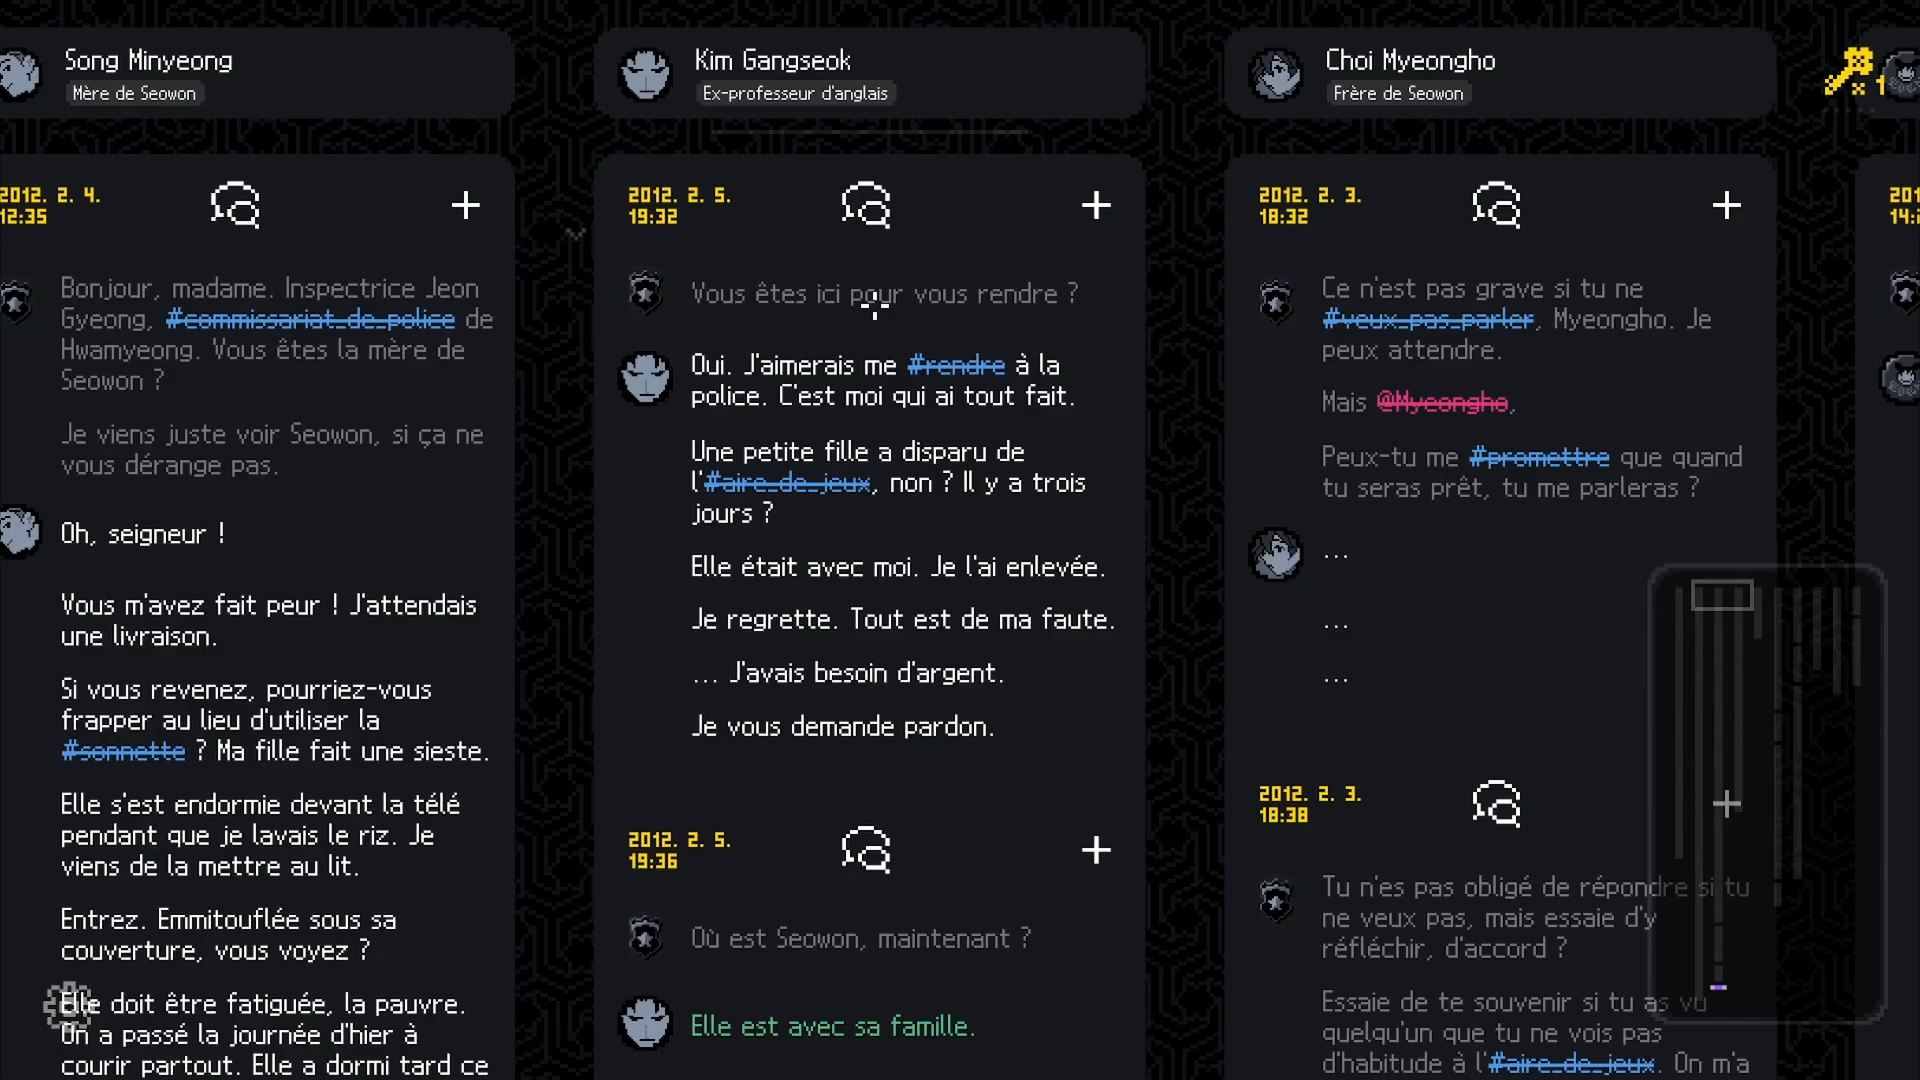 Song Minyeong
Mère de Seowon
2012. 2. 4.
12:35
Bonjour, madame. Inspectrice Jeon
Gyeong, #commissariat_de_police de
Hwamyeong. Vous êtes la mère de
Seowon ?
Je viens juste voir Seowon, si ça ne
vous dérange pas.
Oh, seigneur !
Vous m'avez fait peur ! J'attendais
une livraison.
Si vous revenez, pourriez-vous
frapper au lieu d'utiliser la
#sonnette ? Ma fille fait une sieste.
Elle s'est endormie devant la télé
pendant que je lavais le riz. Je
viens de la mettre au lit.
Entrez. Emmitouflée sous sa
couverture, vous voyez ?
Elle doit être fatiguée, la pauvre.
On a passé la journée d'hier à
courir partout. Elle a dormi tard ce
Kim Gangseok
Ex-professeur d'anglais
2012. 2. 5.
19:32
Vous êtes ici pour vous rendre ?
Oui. J'aimerais me #rendre à la
police. C'est moi qui ai tout fait.
Une petite fille a disparu de
l'#aire_de_jeux, non ? Il y a trois
jours ?
Elle était avec moi. Je l'ai enlevée.
Je regrette. Tout est de ma faute.
... J'avais besoin d'argent.
Je vous demande pardon.
2012. 2. 5.
19:36
Où est Seowon, maintenant ?
Elle est avec sa famille.
Choi Myeongho
Frère de Seowon
2012. 2. 3.
18:32
Ce n'est pas grave si tu ne
#veux_pas_parler, Myeongho. Je
peux attendre.
Mais @Myeongho,
Peux-tu me #promettre que quand
tu seras prêt, tu me parleras ?
...
...
...
2012. 2. 3.
18:38
Tu n'es pas obligé de répondre si tu
ne veux pas, mais essaie d'y
réfléchir, d'accord ?
Essaie de te souvenir si tu as vu
quelqu'un que tu ne vois pas
d'habitude à l'#aire_de_jeux. On m'a
x 1
201
14: